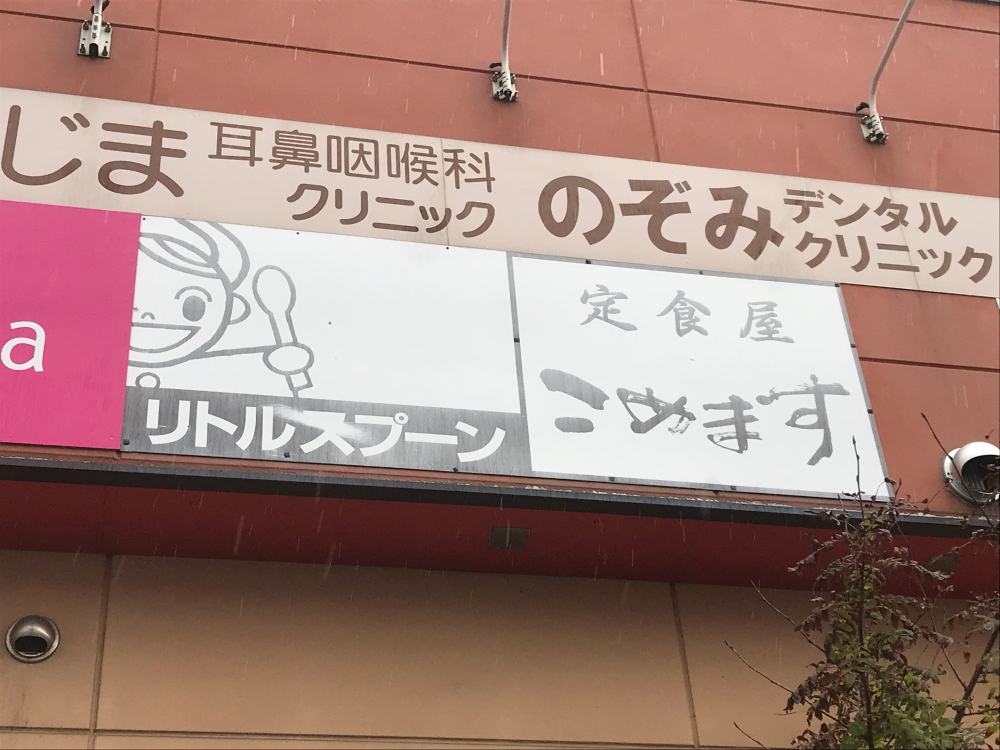 じま
耳鼻咽喉科
クリニック
のぞみ
デンタル
クリニック
a
リトルスプーン
定食屋
こめます